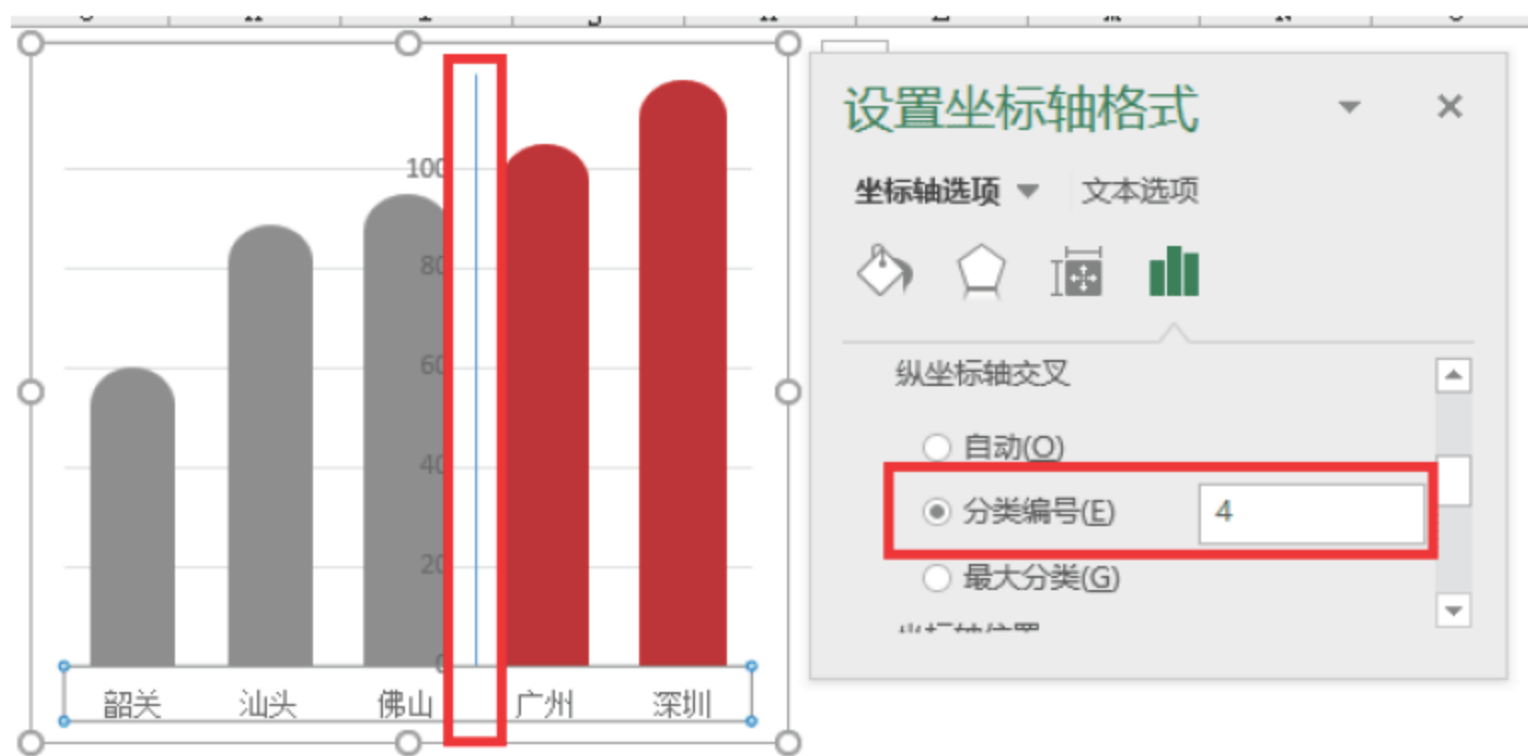 设置坐标轴格式
坐标轴选项 文本选项
纵坐标轴交叉
自动(O)
分类编号(E) 4
最大分类(G)
100
80
60
40
20
0
韶关 汕头 佛山 广州 深圳